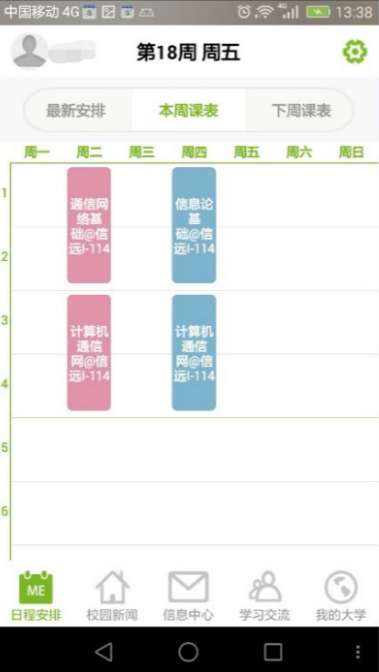 中国移动 4G 4G 13:38
第18周 周五
最新安排 本周课表 下周课表
周一 周二 周三 周四 周五 周六 周日
1
通信网
络基
础@信
远I-114
信息论
基
础@信
远I-114
2
3
计算机
通信
网@信
远I-114
计算机
通信
网@信
远I-114
4
5
6
ME
日程安排 校园新闻 信息中心 学习交流 我的大学